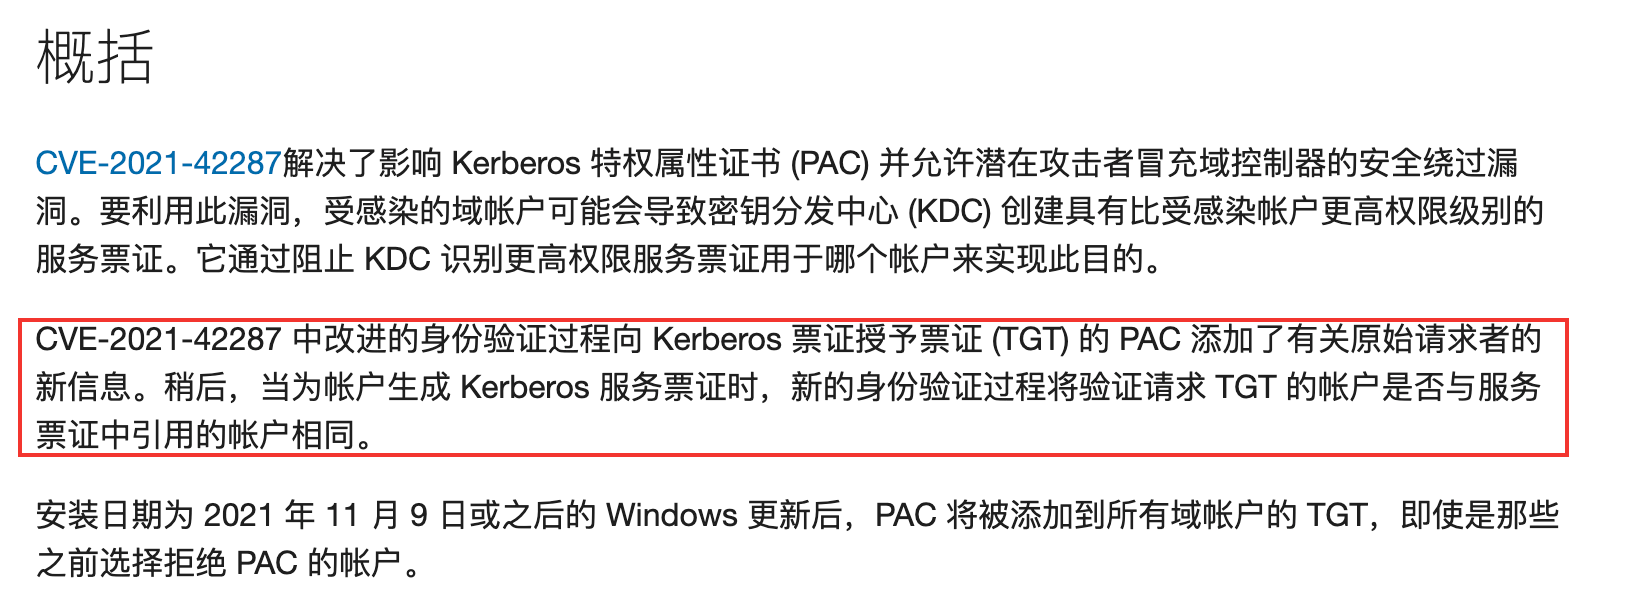 概括
CVE-2021-42287解决了影响 Kerberos 特权属性证书 (PAC) 并允许潜在攻击者冒充域控制器的安全绕过漏
洞。要利用此漏洞，受感染的域帐户可能会导致密钥分发中心 (KDC) 创建具有比受感染帐户更高权限级别的
服务票证。它通过阻止 KDC 识别更高权限服务票证用于哪个帐户来实现此目的。
CVE-2021-42287 中改进的身份验证过程向 Kerberos 票证授予票证 (TGT) 的 PAC 添加了有关原始请求者的
新信息。稍后，当为帐户生成 Kerberos 服务票证时，新的身份验证过程将验证请求 TGT 的帐户是否与服务
票证中引用的帐户相同。
安装日期为 2021 年 11 月 9 日或之后的 Windows 更新后，PAC 将被添加到所有域帐户的 TGT，即使是那些
之前选择拒绝 PAC 的帐户。